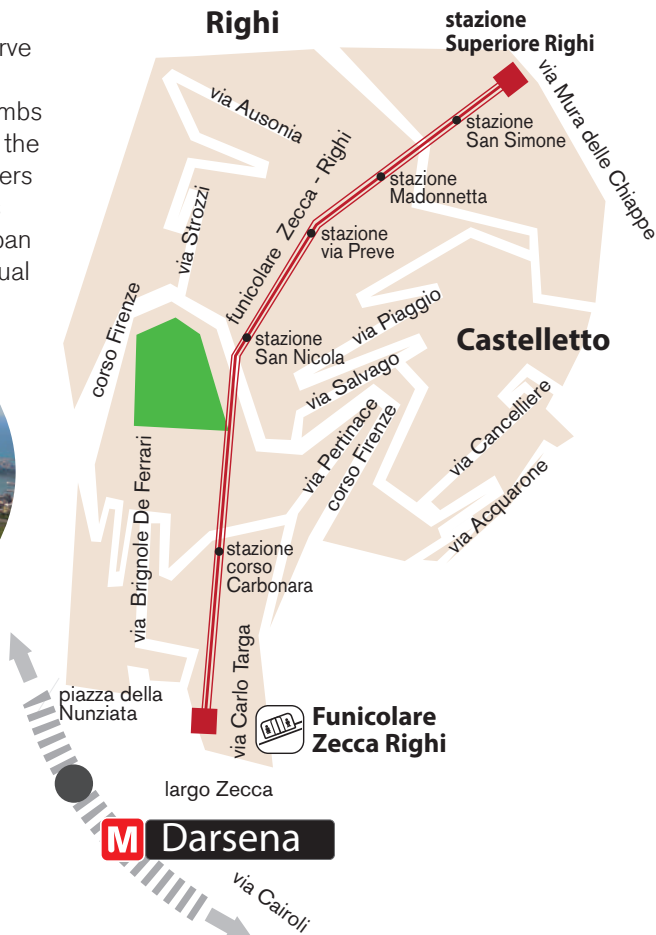 rve
mbs
the
ers
ban
ual
Righi
stazione
Superiore Righi
via Mura delle Chiappe
via Ausonia
stazione
San Simone
stazione
Madonnetta
funicolare Zecca - Righi
via Strozzi
stazione
via Preve
corso Firenze
via Piaggio
Castelletto
stazione
San Nicola
via Salvago
via Pertinace
corso Firenze
via Cancelliere
via Acquarone
via Brignole De Ferrari
stazione
corso
Carbonara
via Carlo Targa
piazza della
Nunziata
Funicolare
Zecca Righi
largo Zecca
M Darsena
via Cairoli